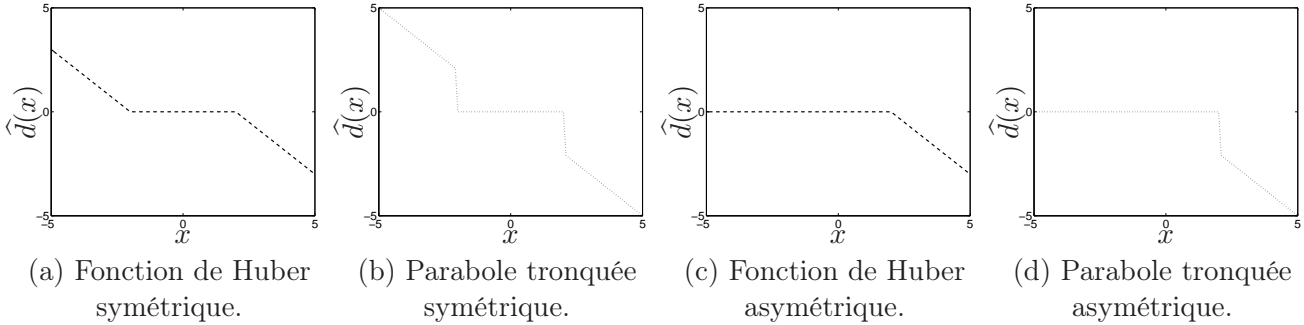 5
0
−5
−5
0
5
d̂(x)
x
(a) Fonction de Huber
symétrique.
5
0
−5
−5
0
5
d̂(x)
x
(b) Parabole tronquée
symétrique.
5
0
−5
−5
0
5
d̂(x)
x
(c) Fonction de Huber
asymétrique.
5
0
−5
−5
0
5
d̂(x)
x
(d) Parabole tronquée
asymétrique.